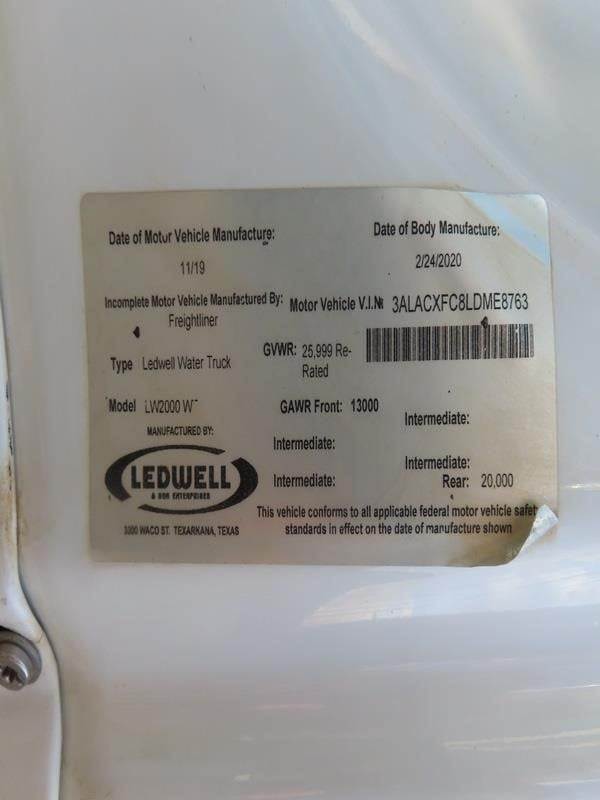 Date of Motor Vehicle Manufacture:
11/19
Date of Body Manufacture:
2/24/2020
Incomplete Motor Vehicle Manufactured By:
Freightliner
Motor Vehicle V.I.№ 3ALACXFC8LDME8763
Type Ledwell Water Truck
GVWR: 25,999 Re-
Rated
Model LW2000 W
GAWR Front: 13000
Intermediate:
Intermediate:
Intermediate:
Intermediate:
Rear: 20,000
MANUFACTURED BY:
LEDWELL
& SON ENTERPRISES
3300 WACO ST. TEXARKANA, TEXAS
This vehicle conforms to all applicable federal motor vehicle safety
standards in effect on the date of manufacture shown